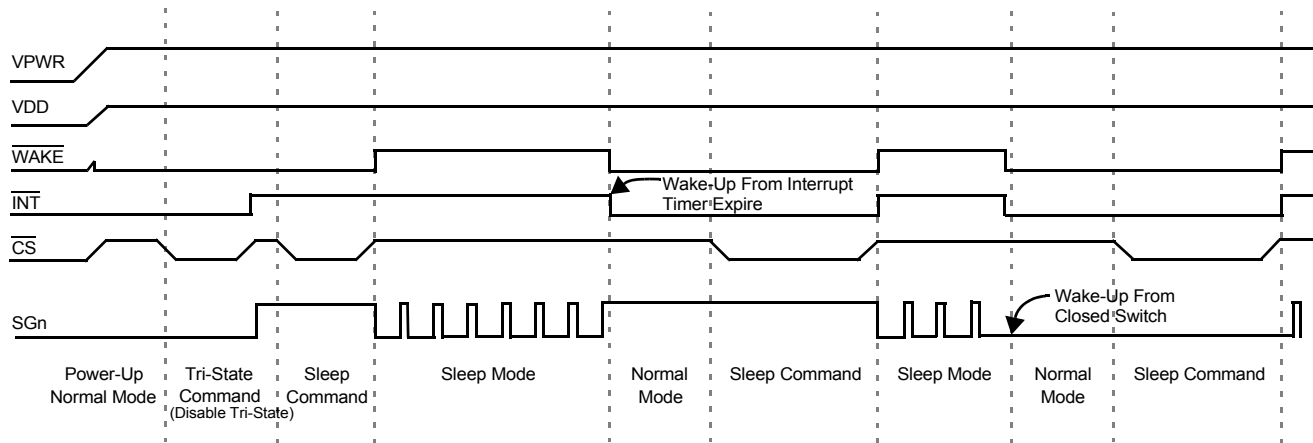 VPWR
VDD
WAKE
INT
Wake-Up From Interrupt
Timer Expire
CS
Wake-Up From
Closed Switch
SGn
Power-Up
Normal Mode
Tri-State
Command
(Disable Tri-State)
Sleep
Command
Sleep Mode
Normal
Mode
Sleep Command
Sleep Mode
Normal
Mode
Sleep Command